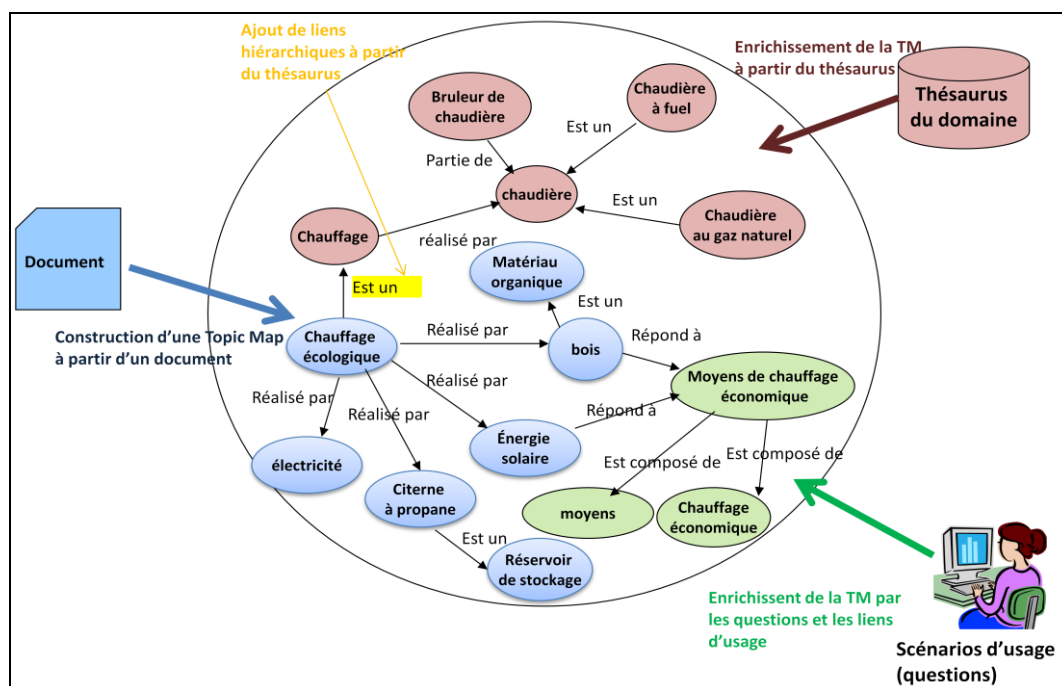 Ajout de liens
hiérarchiques à partir
du thésaurus
Enrichissement de la TM
à partir du thésaurus
Thésaurus
du domaine
Bruleur de
chaudière
Chaudière
à fuel
Est un
Partie de
chaudière
Est un
Chaudière
au gaz naturel
Chauffage
réalisé par
Document
Matériau
organique
Est un
Est un
Construction d'une Topic Map
à partir d'un document
Chauffage
écologique
Réalisé par
bois
Répond à
Moyens de chauffage
économique
Réalisé par
Réalisé par
Réalisé par
Répond à
Énergie
solaire
électricité
Est composé de
Est composé de
Citerne
à propane
moyens
Chauffage
économique
Est un
Réservoir
de stockage
Enrichissent de la TM par
les questions et les liens
d'usage
Scénarios d'usage
(questions)